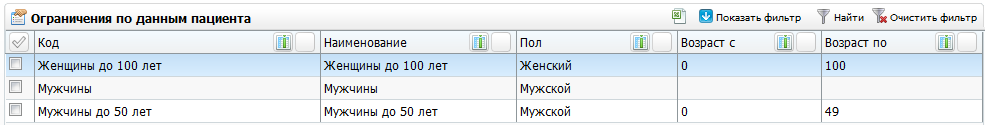 Ограничения по данным пациента Показать фильтр Найти Очистить фильтр
Код Наименование Пол Возраст с Возраст по
Женщины до 100 лет Женщины до 100 лет Женский 0 100
Мужчины Мужчины Мужской
Мужчины до 50 лет Мужчины до 50 лет Мужской 0 49